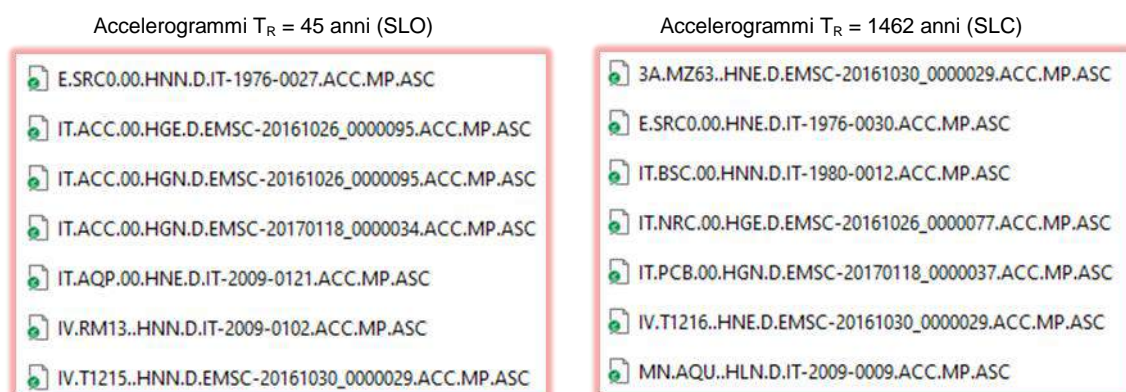 Accelerogrammi TR = 45 anni (SLO)
E.SRC0.00.HNN.D.IT-1976-0027.ACC.MP.ASC
IT.ACC.00.HGE.D.EMSC-20161026_0000095.ACC.MP.ASC
IT.ACC.00.HGN.D.EMSC-20161026_0000095.ACC.MP.ASC
IT.ACC.00.HGN.D.EMSC-20170118_0000034.ACC.MP.ASC
IT.AQP.00.HNE.D.IT-2009-0121.ACC.MP.ASC
IV.RM13..HNN.D.IT-2009-0102.ACC.MP.ASC
IV.T1215..HNN.D.EMSC-20161030_0000029.ACC.MP.ASC
Accelerogrammi TR = 1462 anni (SLC)
3A.MZ63..HNE.D.EMSC-20161030_0000029.ACC.MP.ASC
E.SRC0.00.HNE.D.IT-1976-0030.ACC.MP.ASC
IT.BSC.00.HNN.D.IT-1980-0012.ACC.MP.ASC
IT.NRC.00.HGE.D.EMSC-20161026_0000077.ACC.MP.ASC
IT.PCB.00.HGN.D.EMSC-20170118_0000037.ACC.MP.ASC
IV.T1216..HNE.D.EMSC-20161030_0000029.ACC.MP.ASC
MN.AQU..HLN.D.IT-2009-0009.ACC.MP.ASC